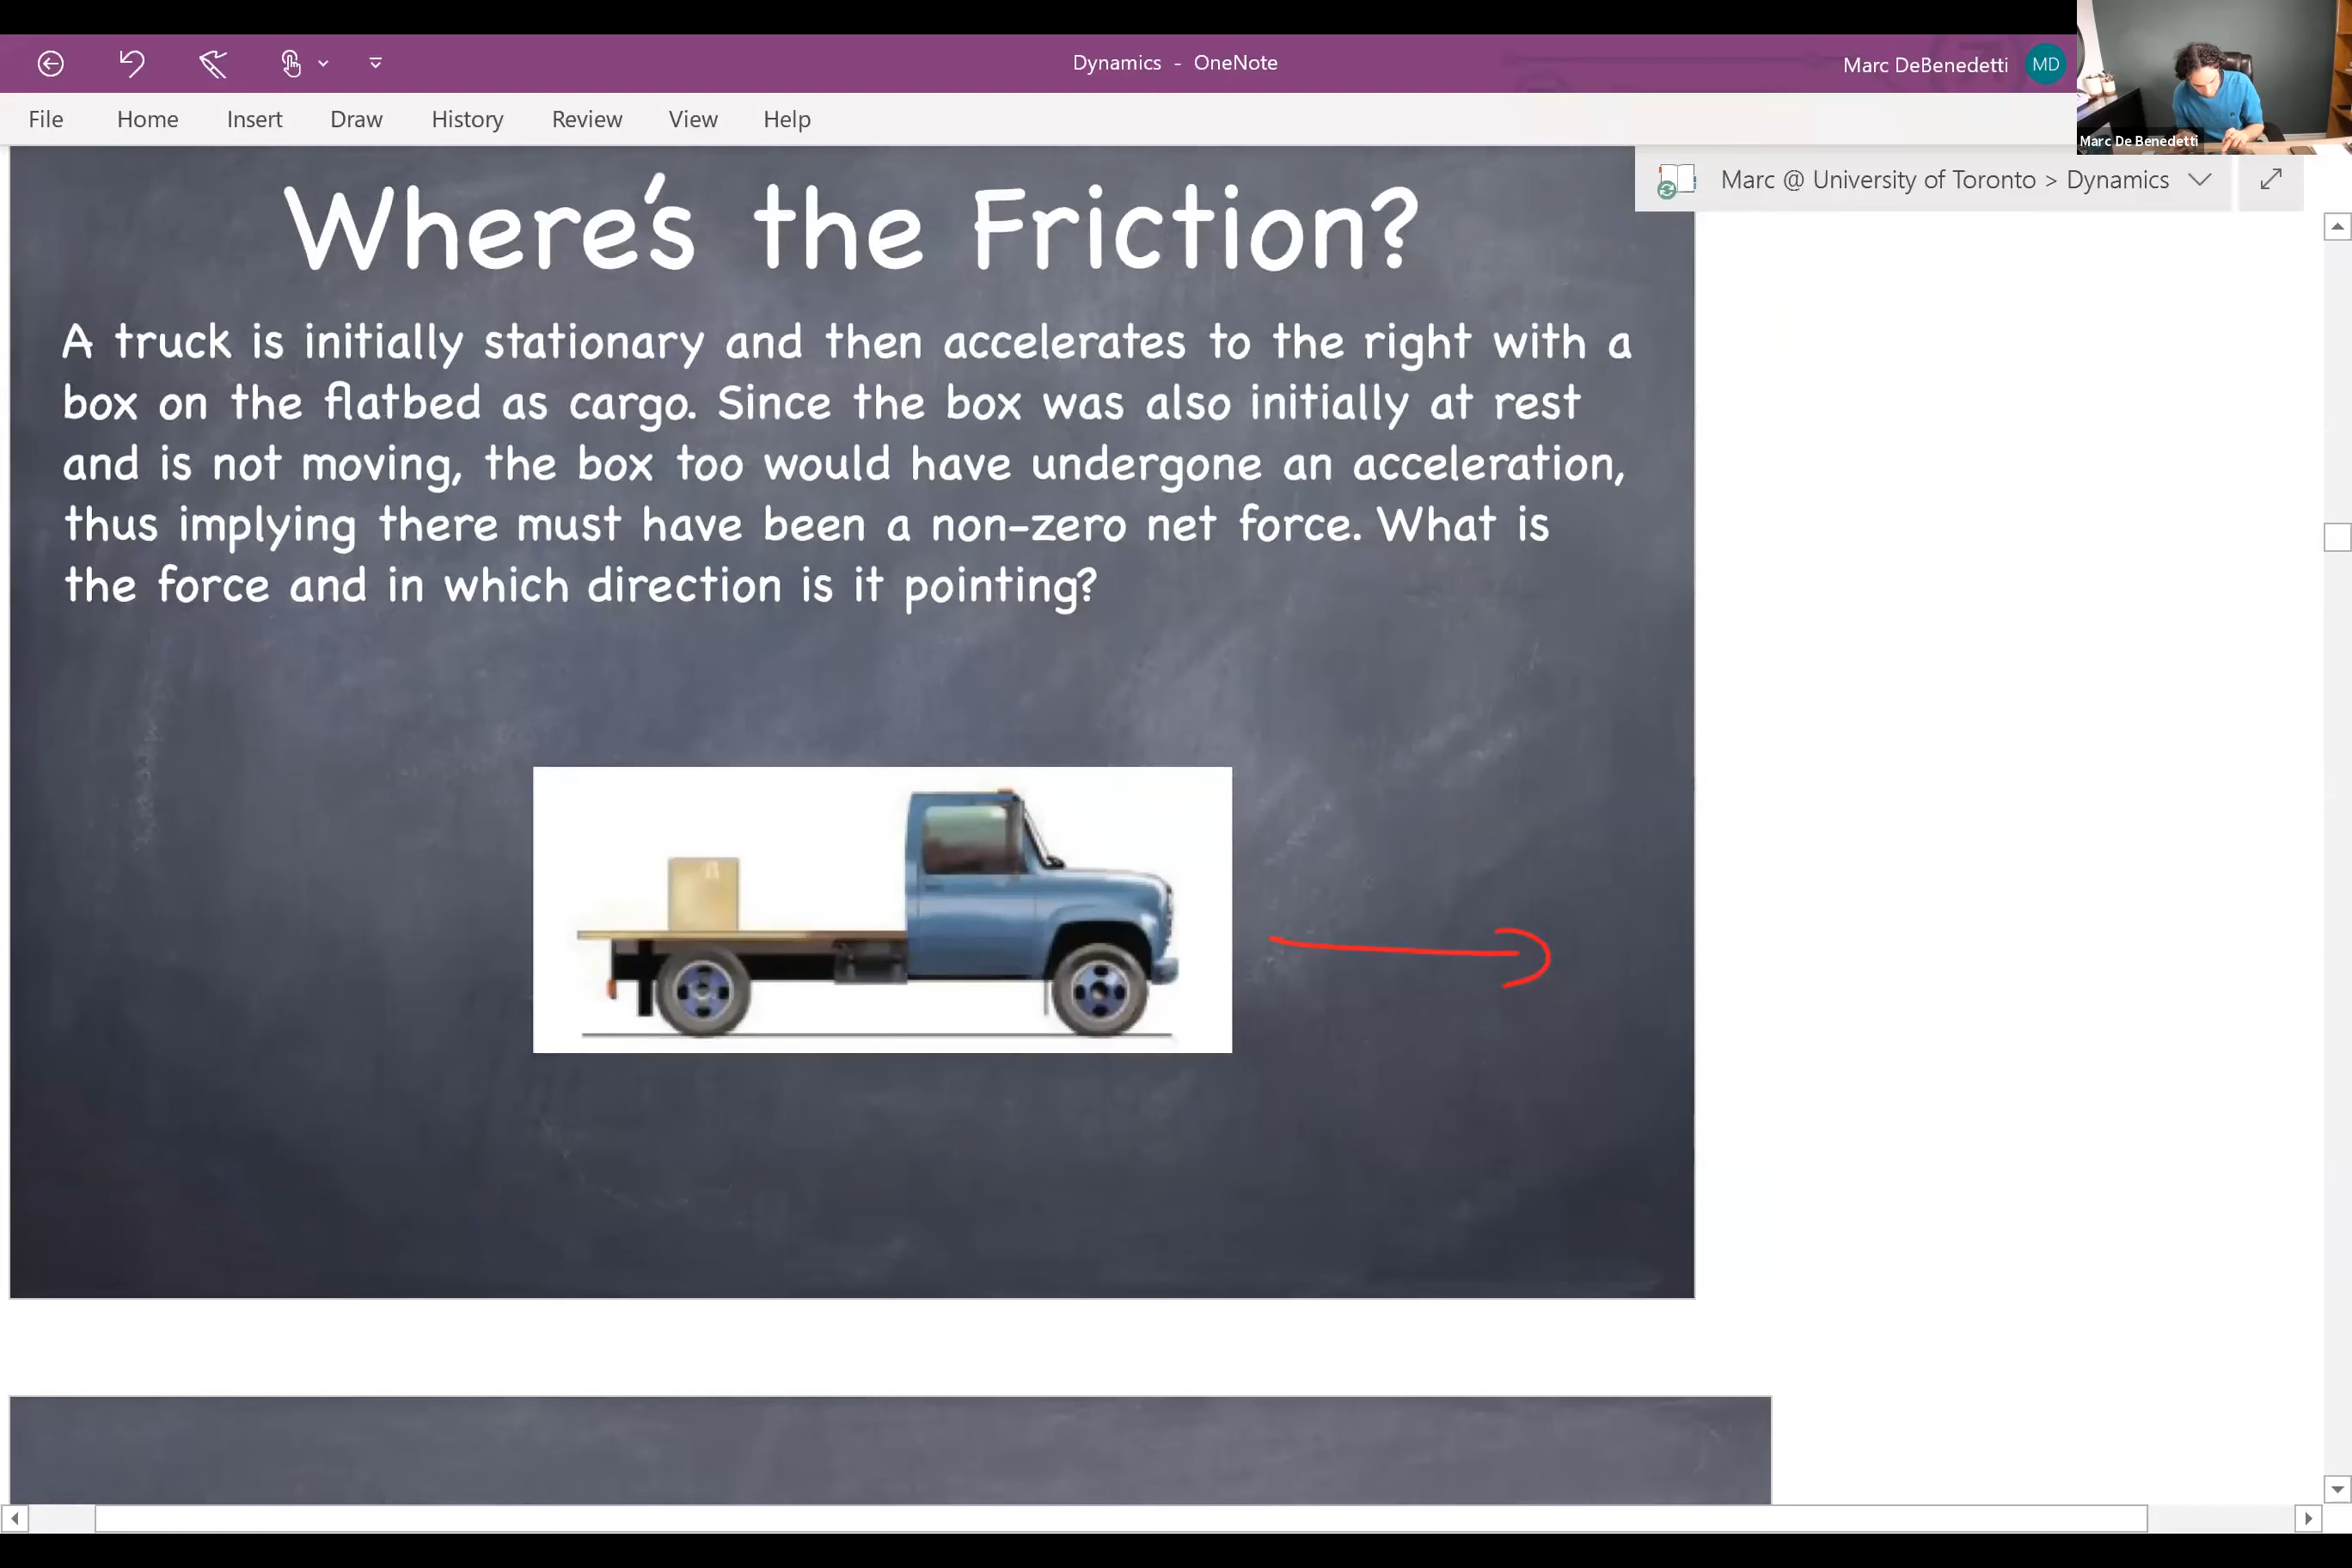 Dynamics - OneNote
Marc DeBenedetti MD
Marc De Benedetti
File Home Insert Draw History Review View Help
Marc @ University of Toronto > Dynamics
Where's the Friction?
A truck is initially stationary and then accelerates to the right with a
box on the flatbed as cargo. Since the box was also initially at rest
and is not moving, the box too would have undergone an acceleration,
thus implying there must have been a non-zero net force. What is
the force and in which direction is it pointing?